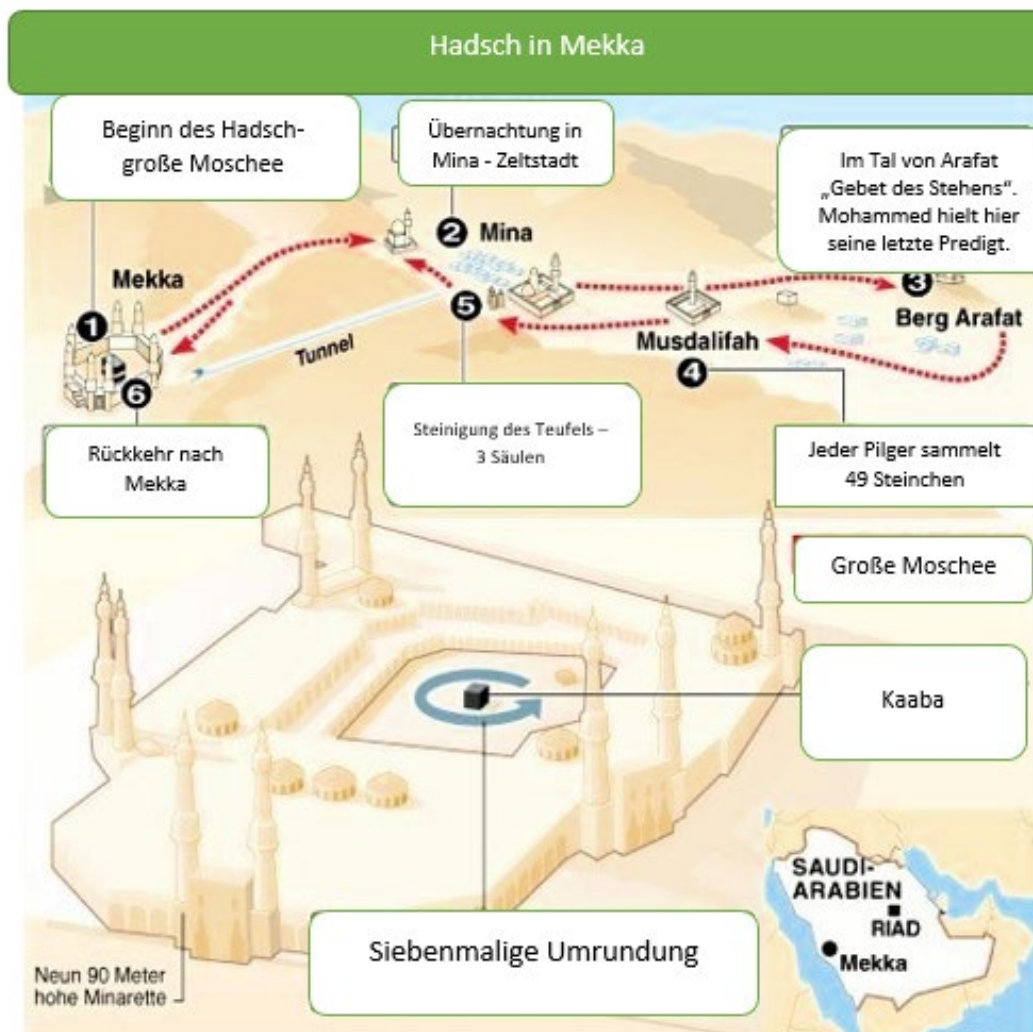 Hadsch in Mekka
Beginn des Hadsch-
große Moschee
Übernachtung in
Mina - Zeltstadt
Im Tal von Arafat
„Gebet des Stehens“.
Mohammed hielt hier
seine letzte Predigt.
2 Mina
Mekka
3
1
5
Berg Arafat
Tunnel
Musdalifah
4
6
Steinigung des Teufels –
3 Säulen
Rückkehr nach
Mekka
Jeder Pilger sammelt
49 Steinchen
Große Moschee
Kaaba
SAUDI-
ARABIEN
RIAD
Mekka
Siebenmalige Umrundung
Neun 90 Meter
hohe Minarette